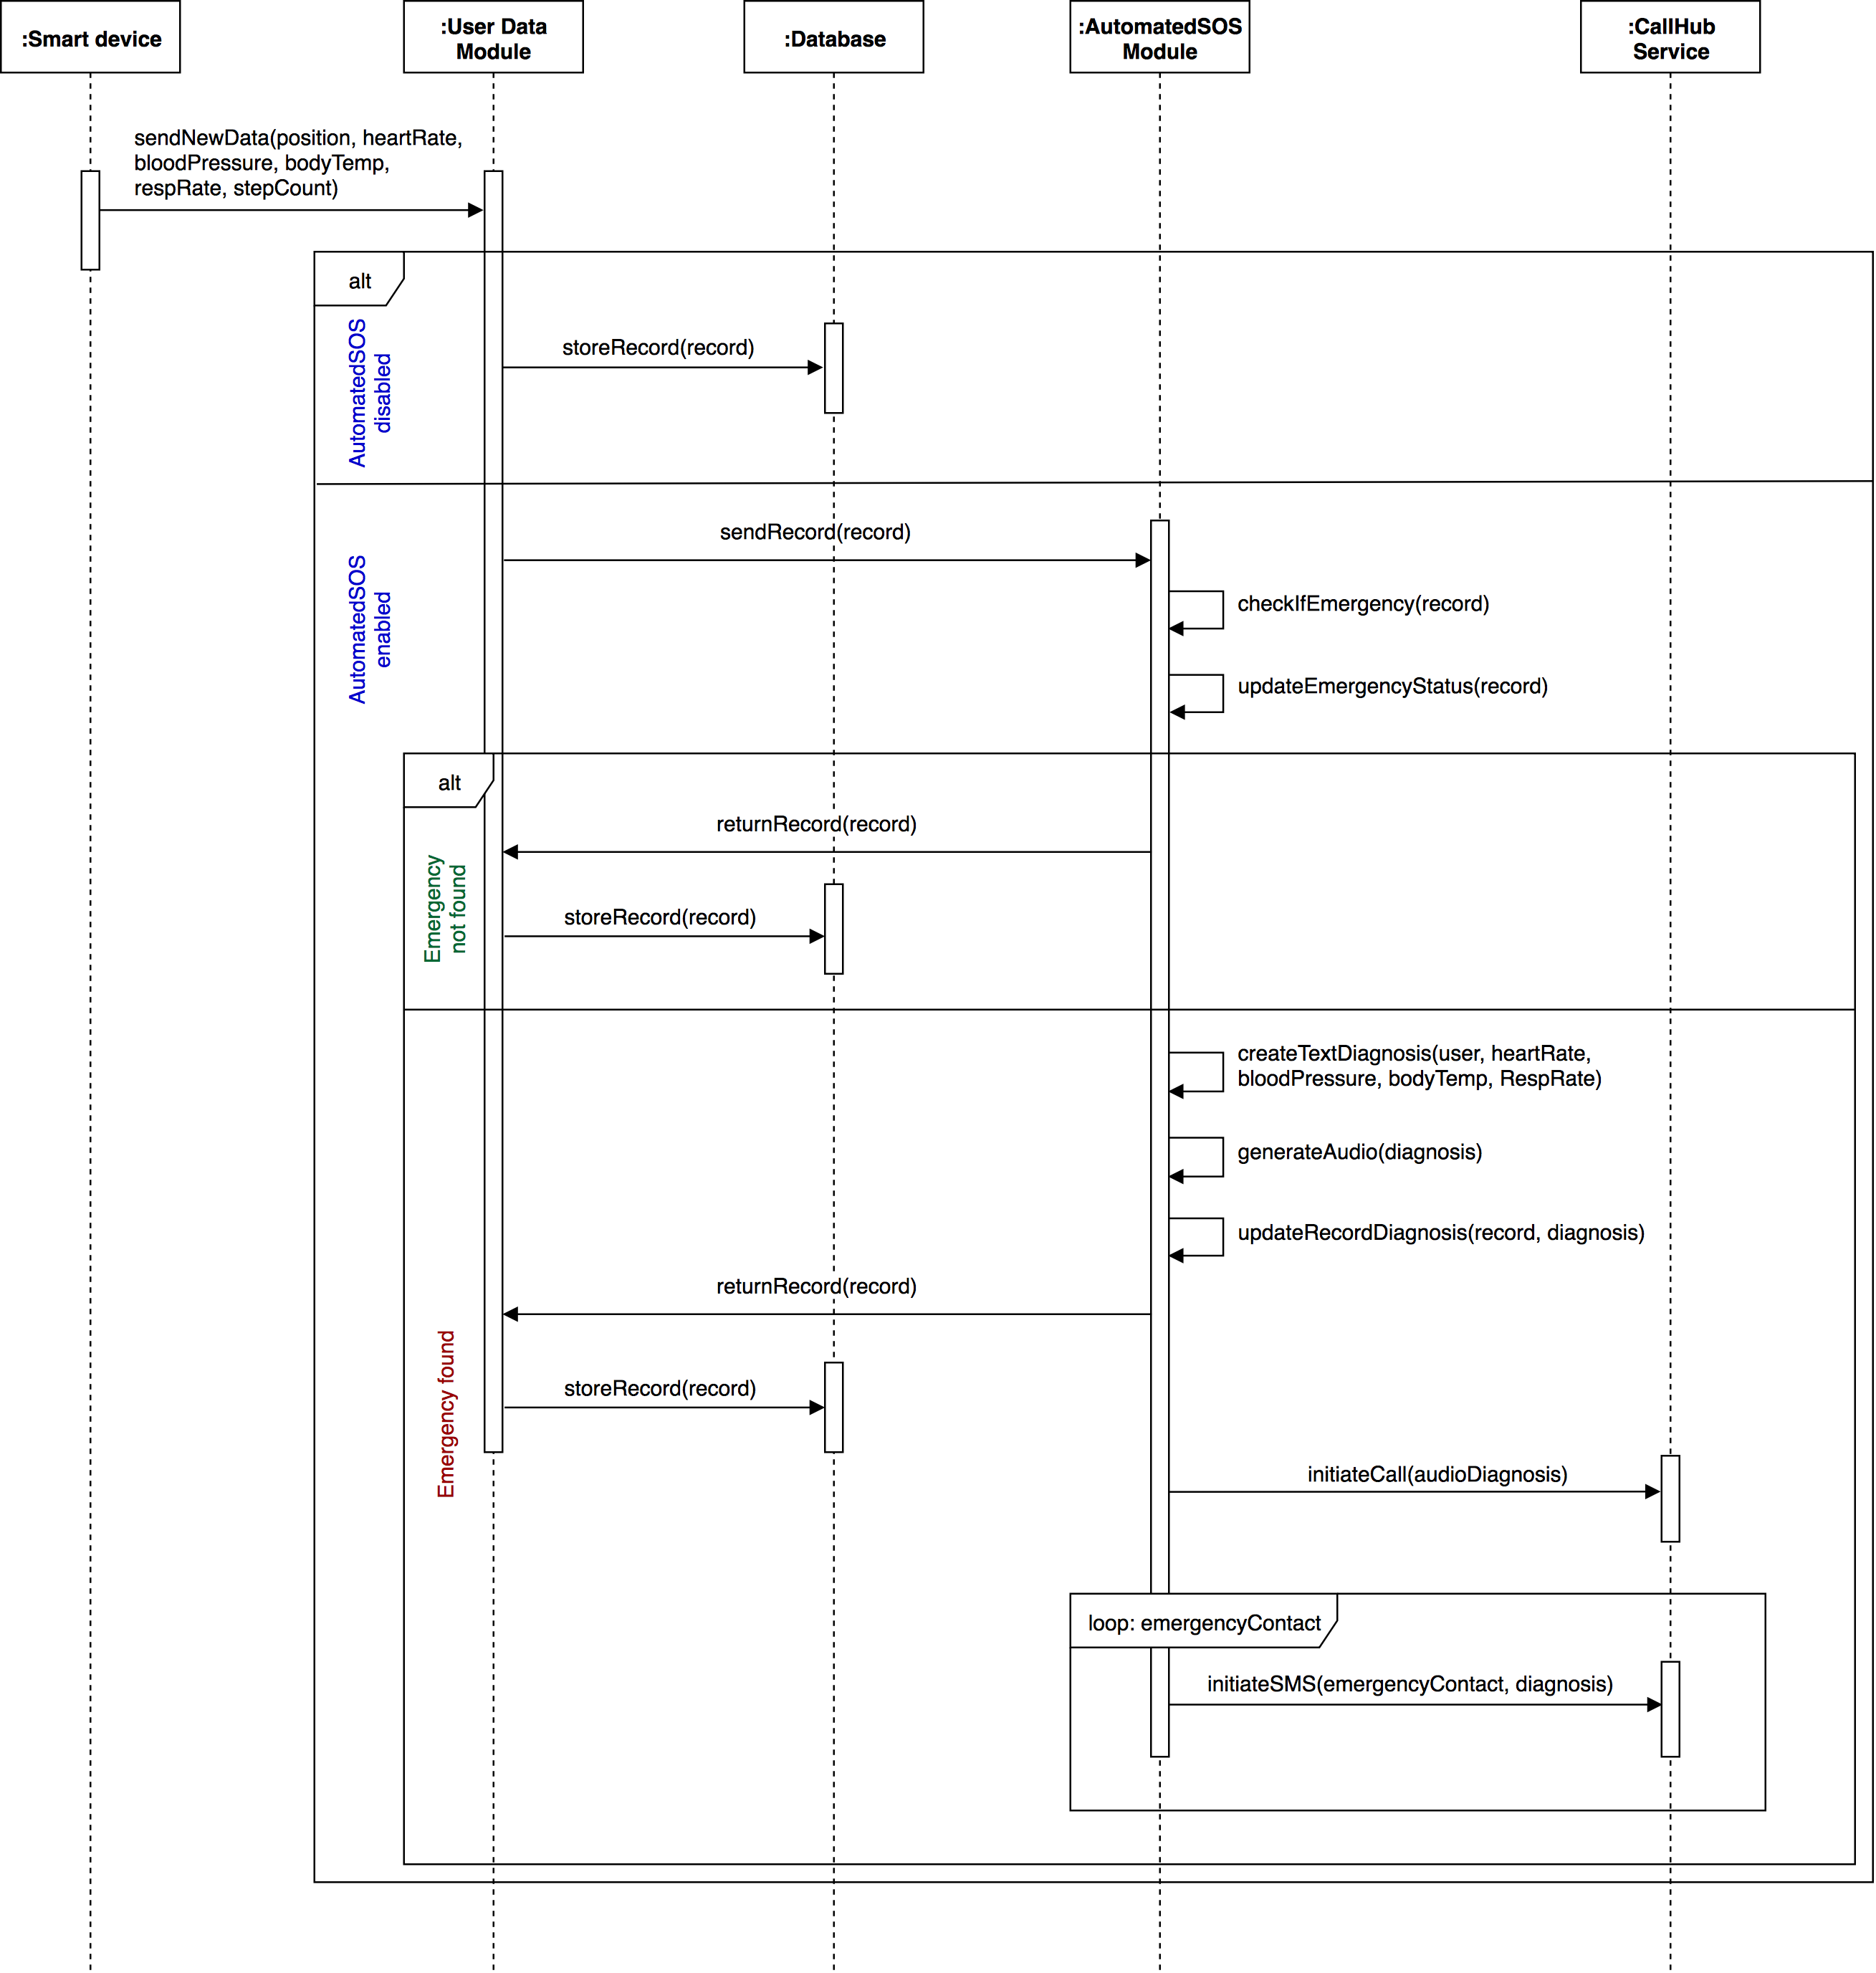 :Smart device
:User Data
Module
:Database
:AutomatedSOS
Module
:CallHub
Service
sendNewData(position, heartRate,
bloodPressure, bodyTemp,
respRate, stepCount)
alt
AutomatedSOS
disabled
storeRecord(record)
AutomatedSOS
enabled
sendRecord(record)
checkIfEmergency(record)
updateEmergencyStatus(record)
alt
Emergency
not found
returnRecord(record)
storeRecord(record)
Emergency found
createTextDiagnosis(user, heartRate,
bloodPressure, bodyTemp, RespRate)
generateAudio(diagnosis)
updateRecordDiagnosis(record, diagnosis)
returnRecord(record)
storeRecord(record)
initiateCall(audioDiagnosis)
loop: emergencyContact
initiateSMS(emergencyContact, diagnosis)